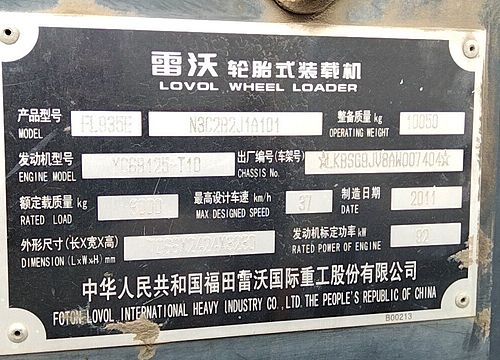 雷沃 轮胎式装载机
LOVOL WHEEL LOADER
产品型号 FL935E N3C2B2J1A101 整备质量 kg 10050
MODEL OPERATING WEIGHT
发动机型号 YC6B125-T10 出厂编号(车架号)
ENGINE MODEL CHASSIS No.
额定载质量 kg 3000 最高设计车速 km/h 37 制造日期 2011
RATED LOAD MAX DESIGNED SPEED DATE
外形尺寸(长X宽X高) 发动机标定功率 kW 92
DIMENSION (LxWxH) mm RATED POWER OF ENGINE
中华人民共和国福田雷沃国际重工股份有限公司
FOTON LOVOL INTERNATIONAL HEAVY INDUSTRY CO., LTD. THE PEOPLE'S REPUBLIC OF CHINA
B00213